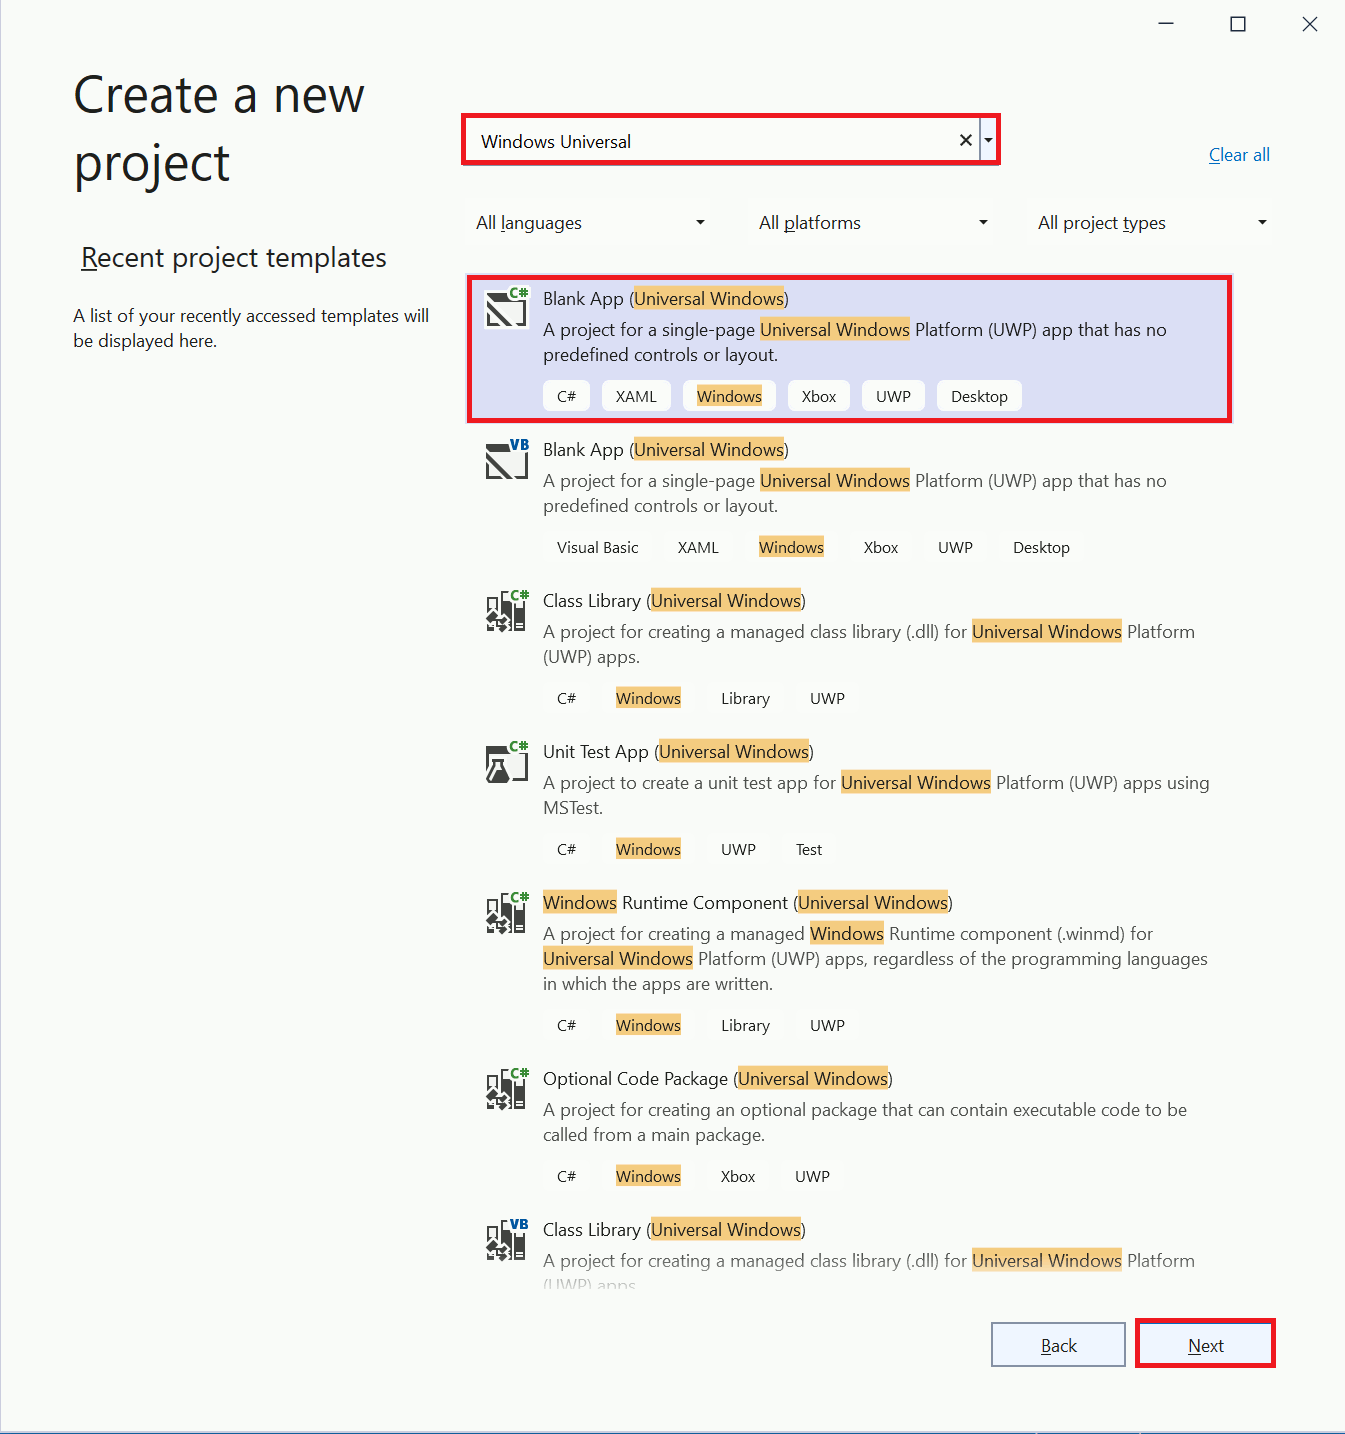 Create a new
project
Recent project templates
A list of your recently accessed templates will
be displayed here.
Windows Universal
Clear all
All languages
All platforms
All project types
C#
Blank App (Universal Windows)
A project for a single-page Universal Windows Platform (UWP) app that has no
predefined controls or layout.
C# XAML Windows Xbox UWP Desktop
VB
Blank App (Universal Windows)
A project for a single-page Universal Windows Platform (UWP) app that has no
predefined controls or layout.
Visual Basic XAML Windows Xbox UWP Desktop
C#
Class Library (Universal Windows)
A project for creating a managed class library (.dll) for Universal Windows Platform
(UWP) apps.
C# Windows Library UWP
C#
Unit Test App (Universal Windows)
A project to create a unit test app for Universal Windows Platform (UWP) apps using
MSTest.
C# Windows UWP Test
C#
Windows Runtime Component (Universal Windows)
A project for creating a managed Windows Runtime component (.winmd) for
Universal Windows Platform (UWP) apps, regardless of the programming languages
in which the apps are written.
C# Windows Library UWP
C#
Optional Code Package (Universal Windows)
A project for creating an optional package that can contain executable code to be
called from a main package.
C# Windows Xbox UWP
VB
Class Library (Universal Windows)
A project for creating a managed class library (.dll) for Universal Windows Platform
(UWP) apps.
Back
Next